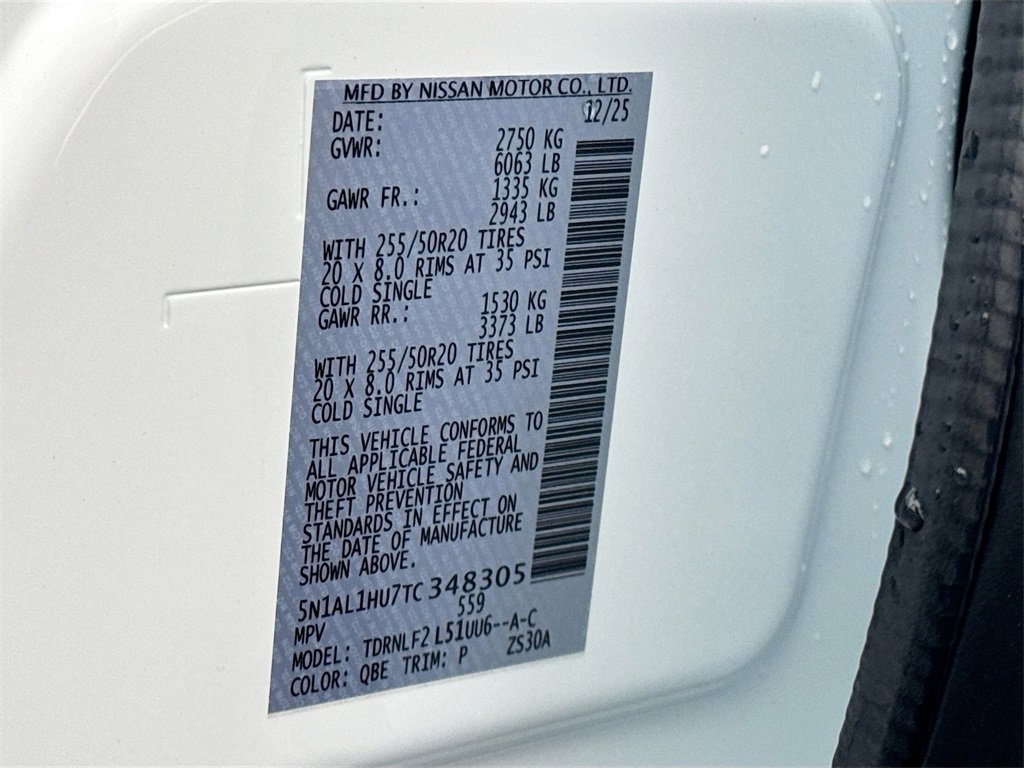 MFD BY NISSAN MOTOR CO., LTD.
DATE: 12/25
GVWR: 2750 KG
6063 LB
GAWR FR.: 1335 KG
2943 LB
WITH 255/50R20 TIRES
20 X 8.0 RIMS AT 35 PSI
COLD SINGLE
GAWR RR.: 1530 KG
3373 LB
WITH 255/50R20 TIRES
20 X 8.0 RIMS AT 35 PSI
COLD SINGLE
THIS VEHICLE CONFORMS TO
ALL APPLICABLE FEDERAL
MOTOR VEHICLE SAFETY AND
THEFT PREVENTION
STANDARDS IN EFFECT ON
THE DATE OF MANUFACTURE
SHOWN ABOVE.
5N1AL1HU7TC 348305
MPV 559
MODEL: TDRNLF2 L51UU6--A-C
COLOR: QBE TRIM: P ZS30A